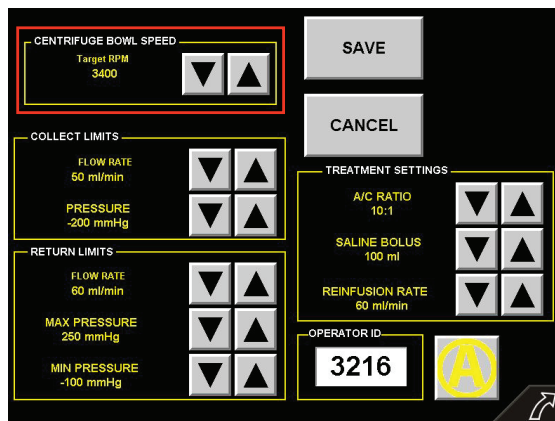 CENTRIFUGE BOWL SPEED
Target RPM
3400
SAVE
CANCEL
COLLECT LIMITS
FLOW RATE
50 ml/min
PRESSURE
-200 mmHg
RETURN LIMITS
FLOW RATE
60 ml/min
MAX PRESSURE
250 mmHg
MIN PRESSURE
-100 mmHg
TREATMENT SETTINGS
A/C RATIO
10:1
SALINE BOLUS
100 ml
REINFUSION RATE
60 ml/min
OPERATOR ID
3216
A